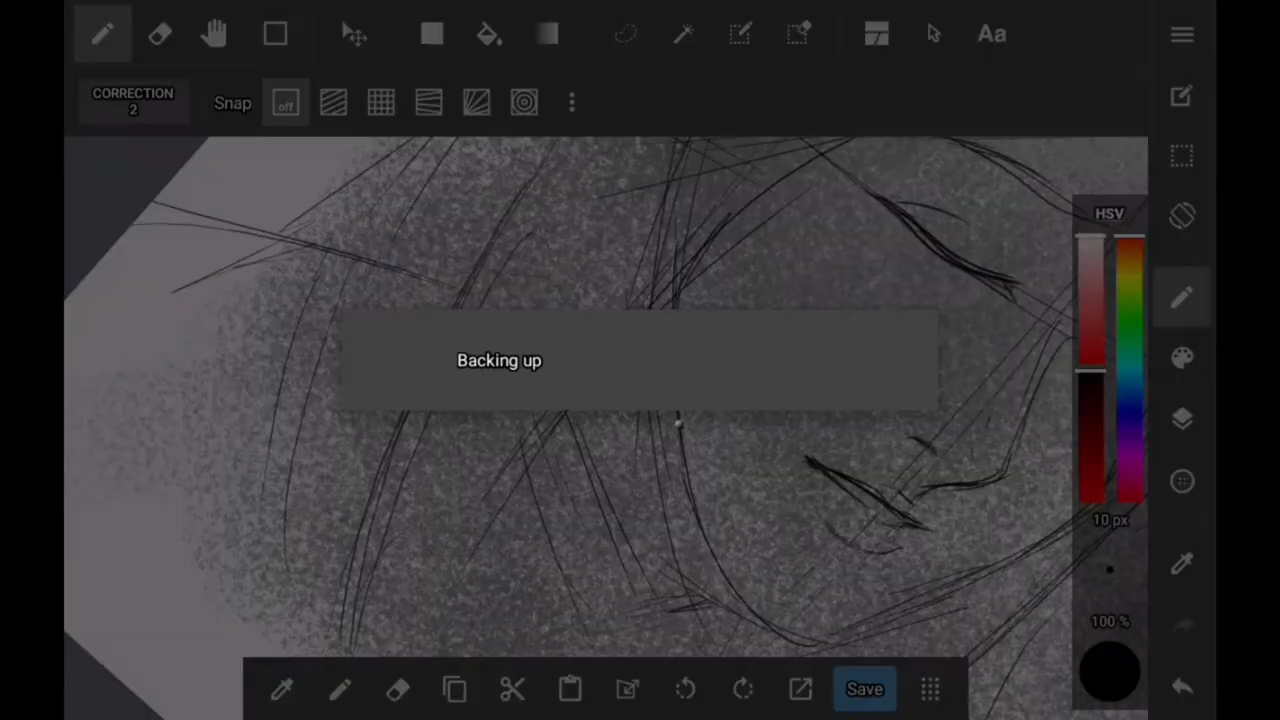 Aa
CORRECTION
2
Snap
off
HSV
Backing up
10 px
100 %
Save